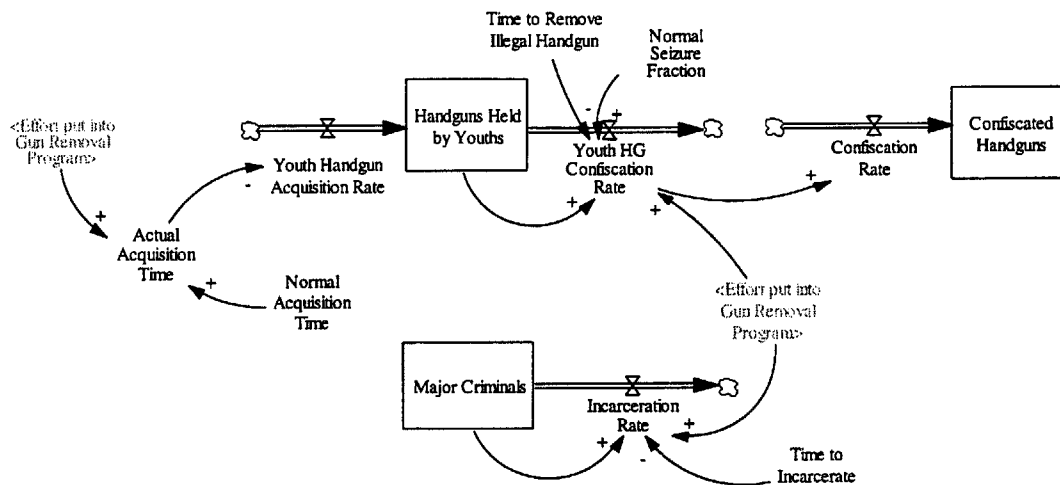 Time to Remove
Illegal Handgun
Normal
Seizure
Fraction
<Effort put into
Gun Removal
Program>
Handguns Held
by Youths
Confiscated
Handguns
Youth Handgun
Acquisition Rate
-
-
+
Youth HG
Confiscation
Rate
Confiscation
Rate
+
+
+
+
+
Actual
Acquisition
Time
+
Normal
Acquisition
Time
<Effort put into
Gun Removal
Program>
Major Criminals
Incarceration
Rate
+
+
-
Time to
Incarcerate